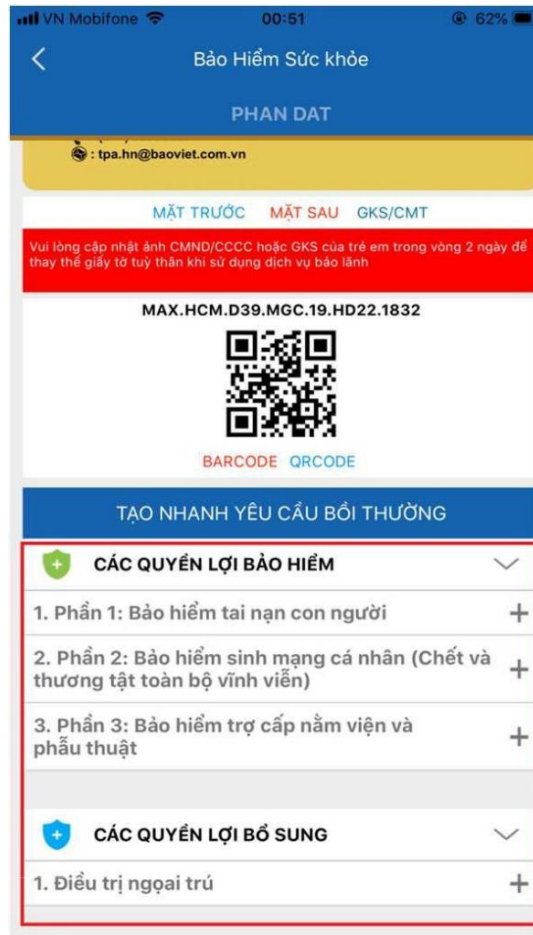 VN Mobifone 00:51 62%
Bảo Hiểm Sức khỏe
PHAN DAT
: tpa.hn@baoviet.com.vn
MẶT TRƯỚC MẶT SAU GKS/CMT
Vui lòng cập nhật ảnh CMND/CCCC hoặc GKS của trẻ em trong vòng 2 ngày để
thay thế giấy tờ tuỳ thân khi sử dụng dịch vụ bảo lãnh
MAX.HCM.D39.MGC.19.HD22.1832
BARCODE QRCODE
TẠO NHANH YÊU CẦU BỒI THƯỜNG
CÁC QUYỀN LỢI BẢO HIỂM
1. Phần 1: Bảo hiểm tai nạn con người +
2. Phần 2: Bảo hiểm sinh mạng cá nhân (Chết và
thương tật toàn bộ vĩnh viễn) +
3. Phần 3: Bảo hiểm trợ cấp nằm viện và
phẫu thuật +
CÁC QUYỀN LỢI BỔ SUNG
1. Điều trị ngoại trú +